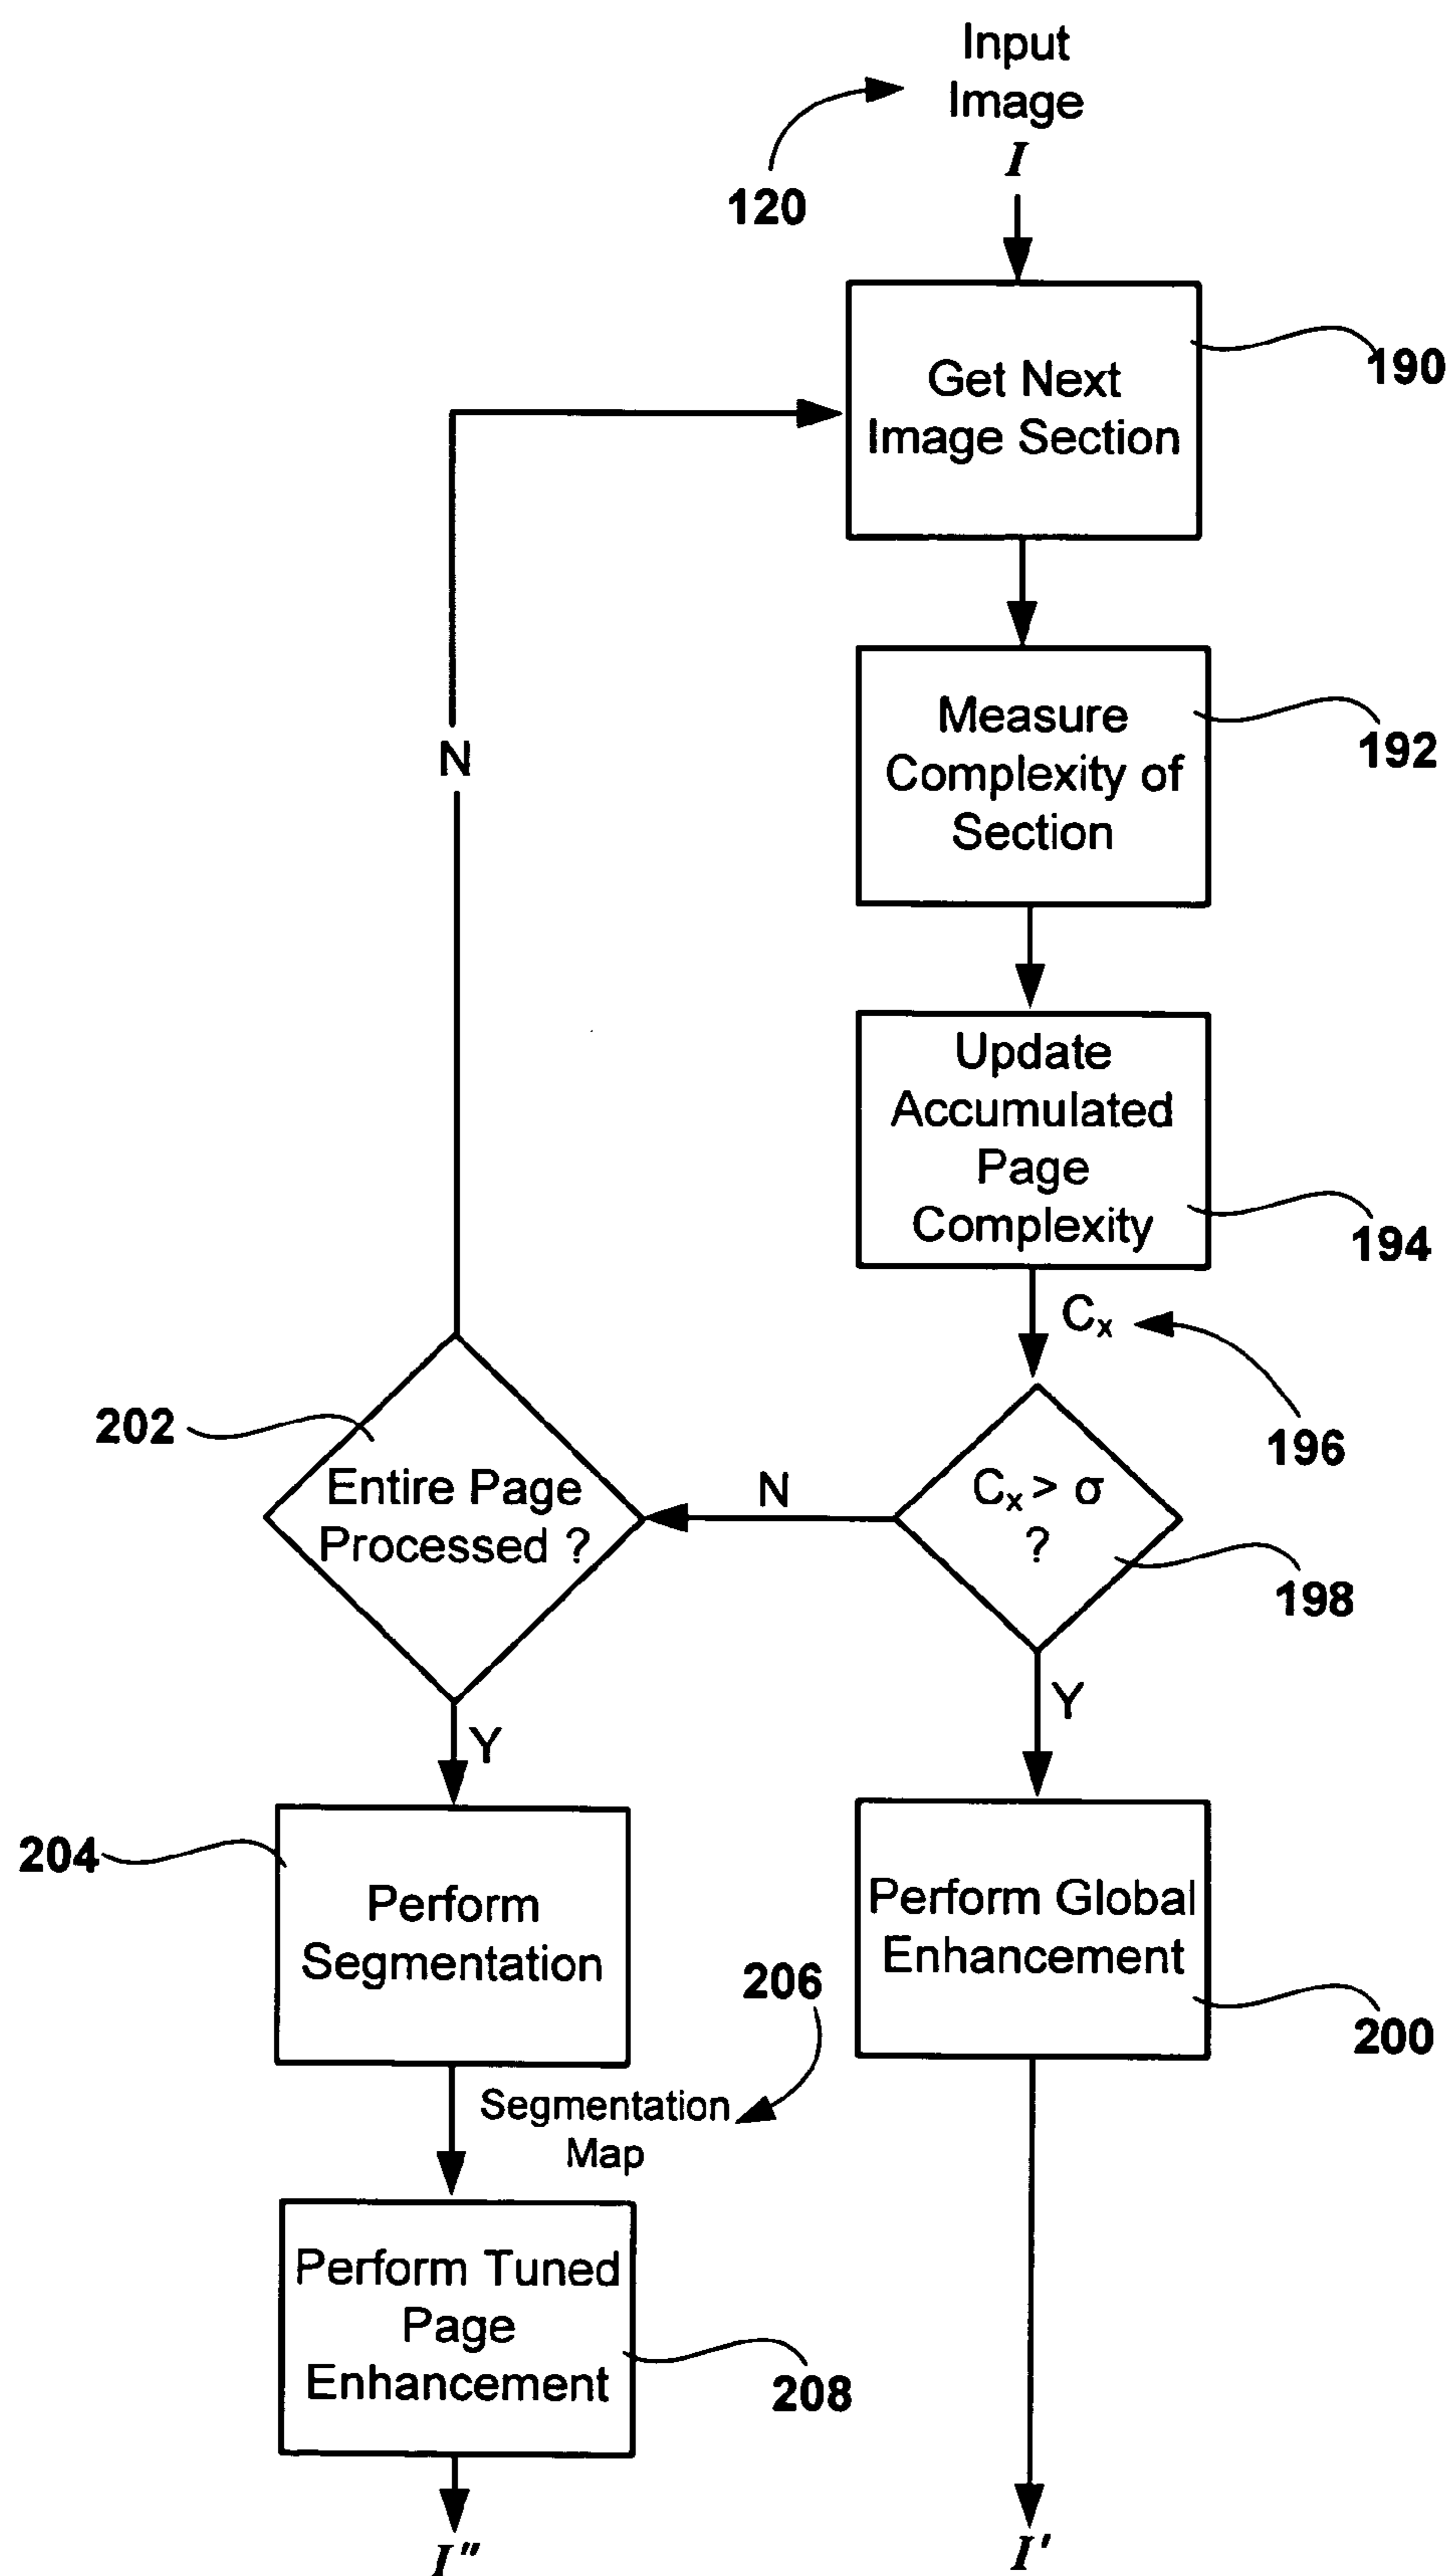 Input
Image
I
120
Get Next
Image Section
190
N
Measure
Complexity of
Section
192
Update
Accumulated
Page
Complexity
194
Cₓ
196
202
Entire Page
Processed ?
N
Cₓ > σ
?
198
Y
Y
204
Perform
Segmentation
206
Perform Global
Enhancement
200
Segmentation
Map
Perform Tuned
Page
Enhancement
208
I″
I′